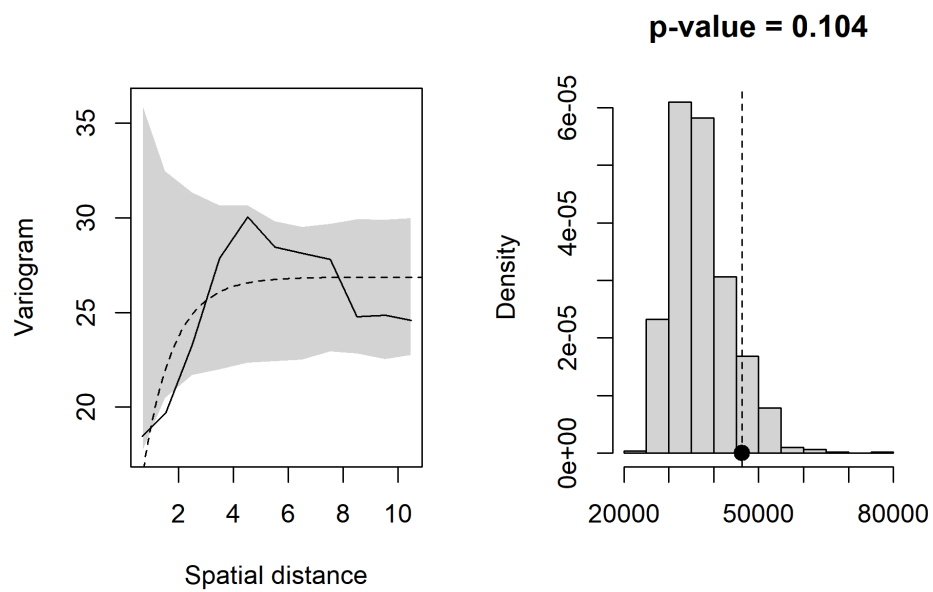 35
30
25
20
Variogram
2 4 6 8 10
Spatial distance
p-value = 0.104
6e-05
4e-05
2e-05
0e+00
Density
20000 50000 80000